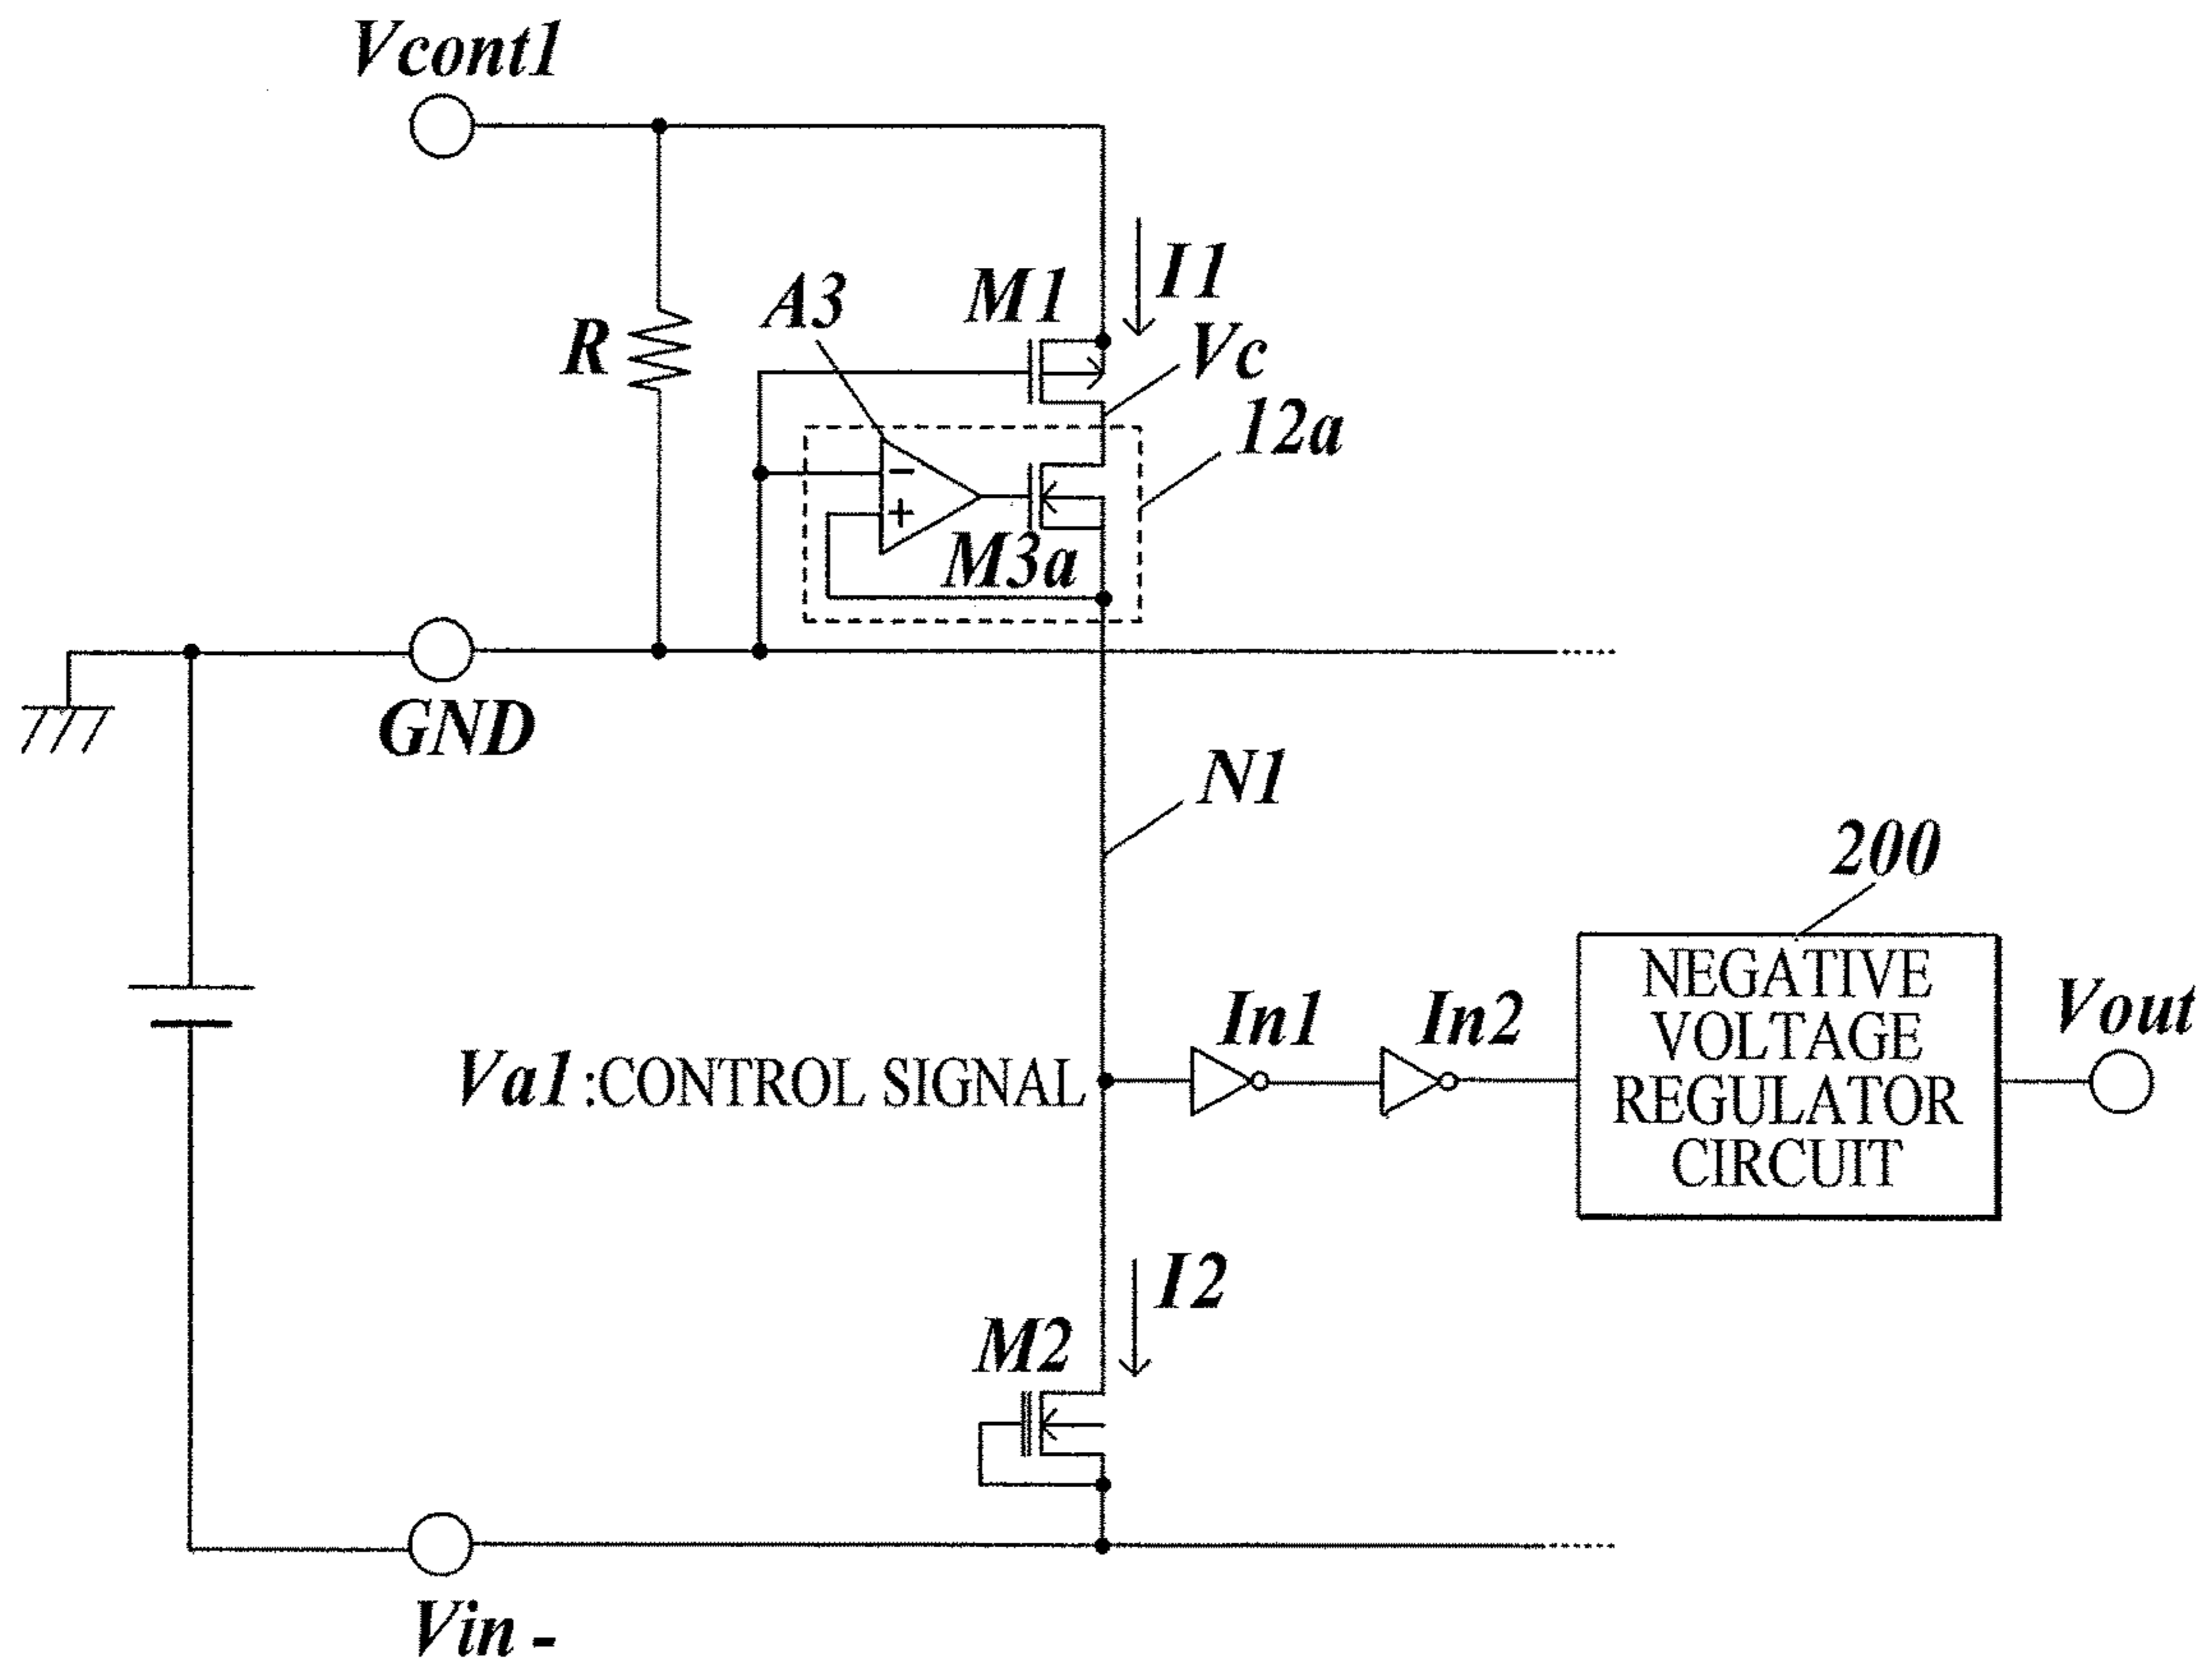 Vcont1
I1
M1
A3
Vc
R
12a
-
+
M3a
GND
N1
200
NEGATIVE
VOLTAGE
REGULATOR
CIRCUIT
In1
In2
Vout
Va1 :CONTROL SIGNAL
I2
M2
Vin -